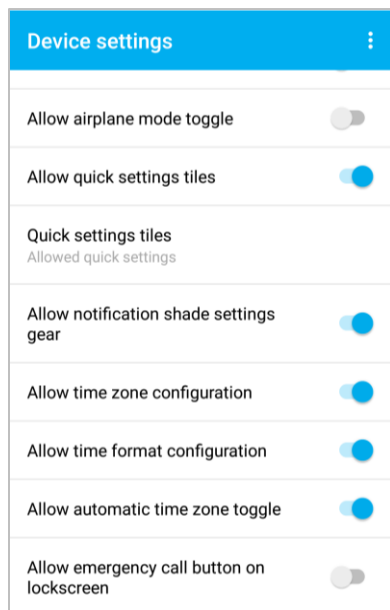 Device settings
Allow airplane mode toggle
Allow quick settings tiles
Quick settings tiles
Allowed quick settings
Allow notification shade settings
gear
Allow time zone configuration
Allow time format configuration
Allow automatic time zone toggle
Allow emergency call button on
lockscreen